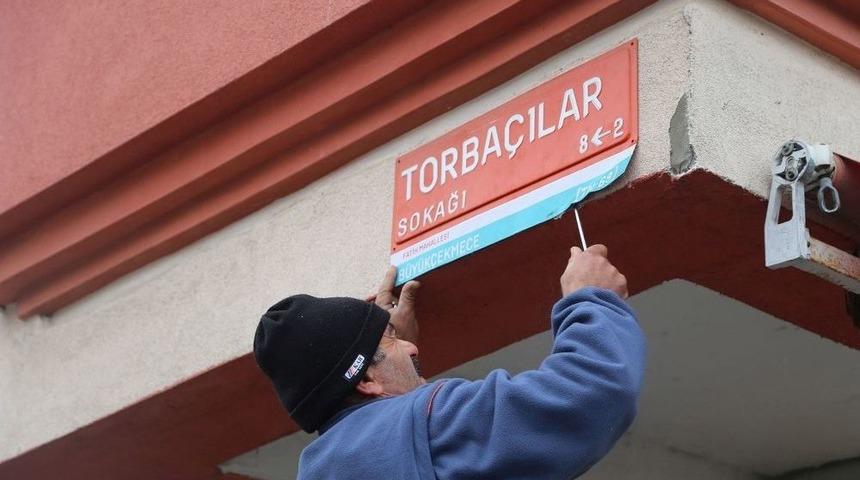 TORBAÇILAR
8←2
SOKAĞI
FATİH MAHALLESİ
BÜYÜKÇEKMECE